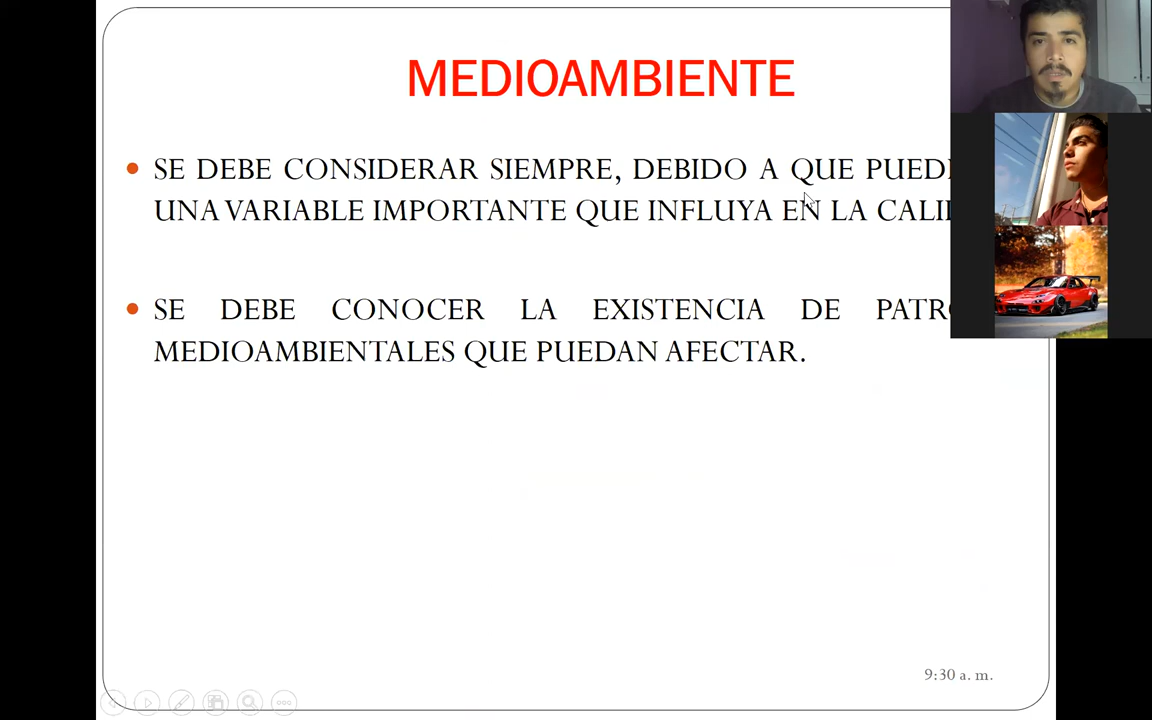 MEDIOAMBIENTE
SE DEBE CONSIDERAR SIEMPRE, DEBIDO A QUE
UNA VARIABLE IMPORTANTE QUE INFLUYA EN LA
SE DEBE CONOCER LA EXISTENCIA DE
MEDIOAMBIENTALES QUE PUEDAN AFECTAR.
9:30 a. m.